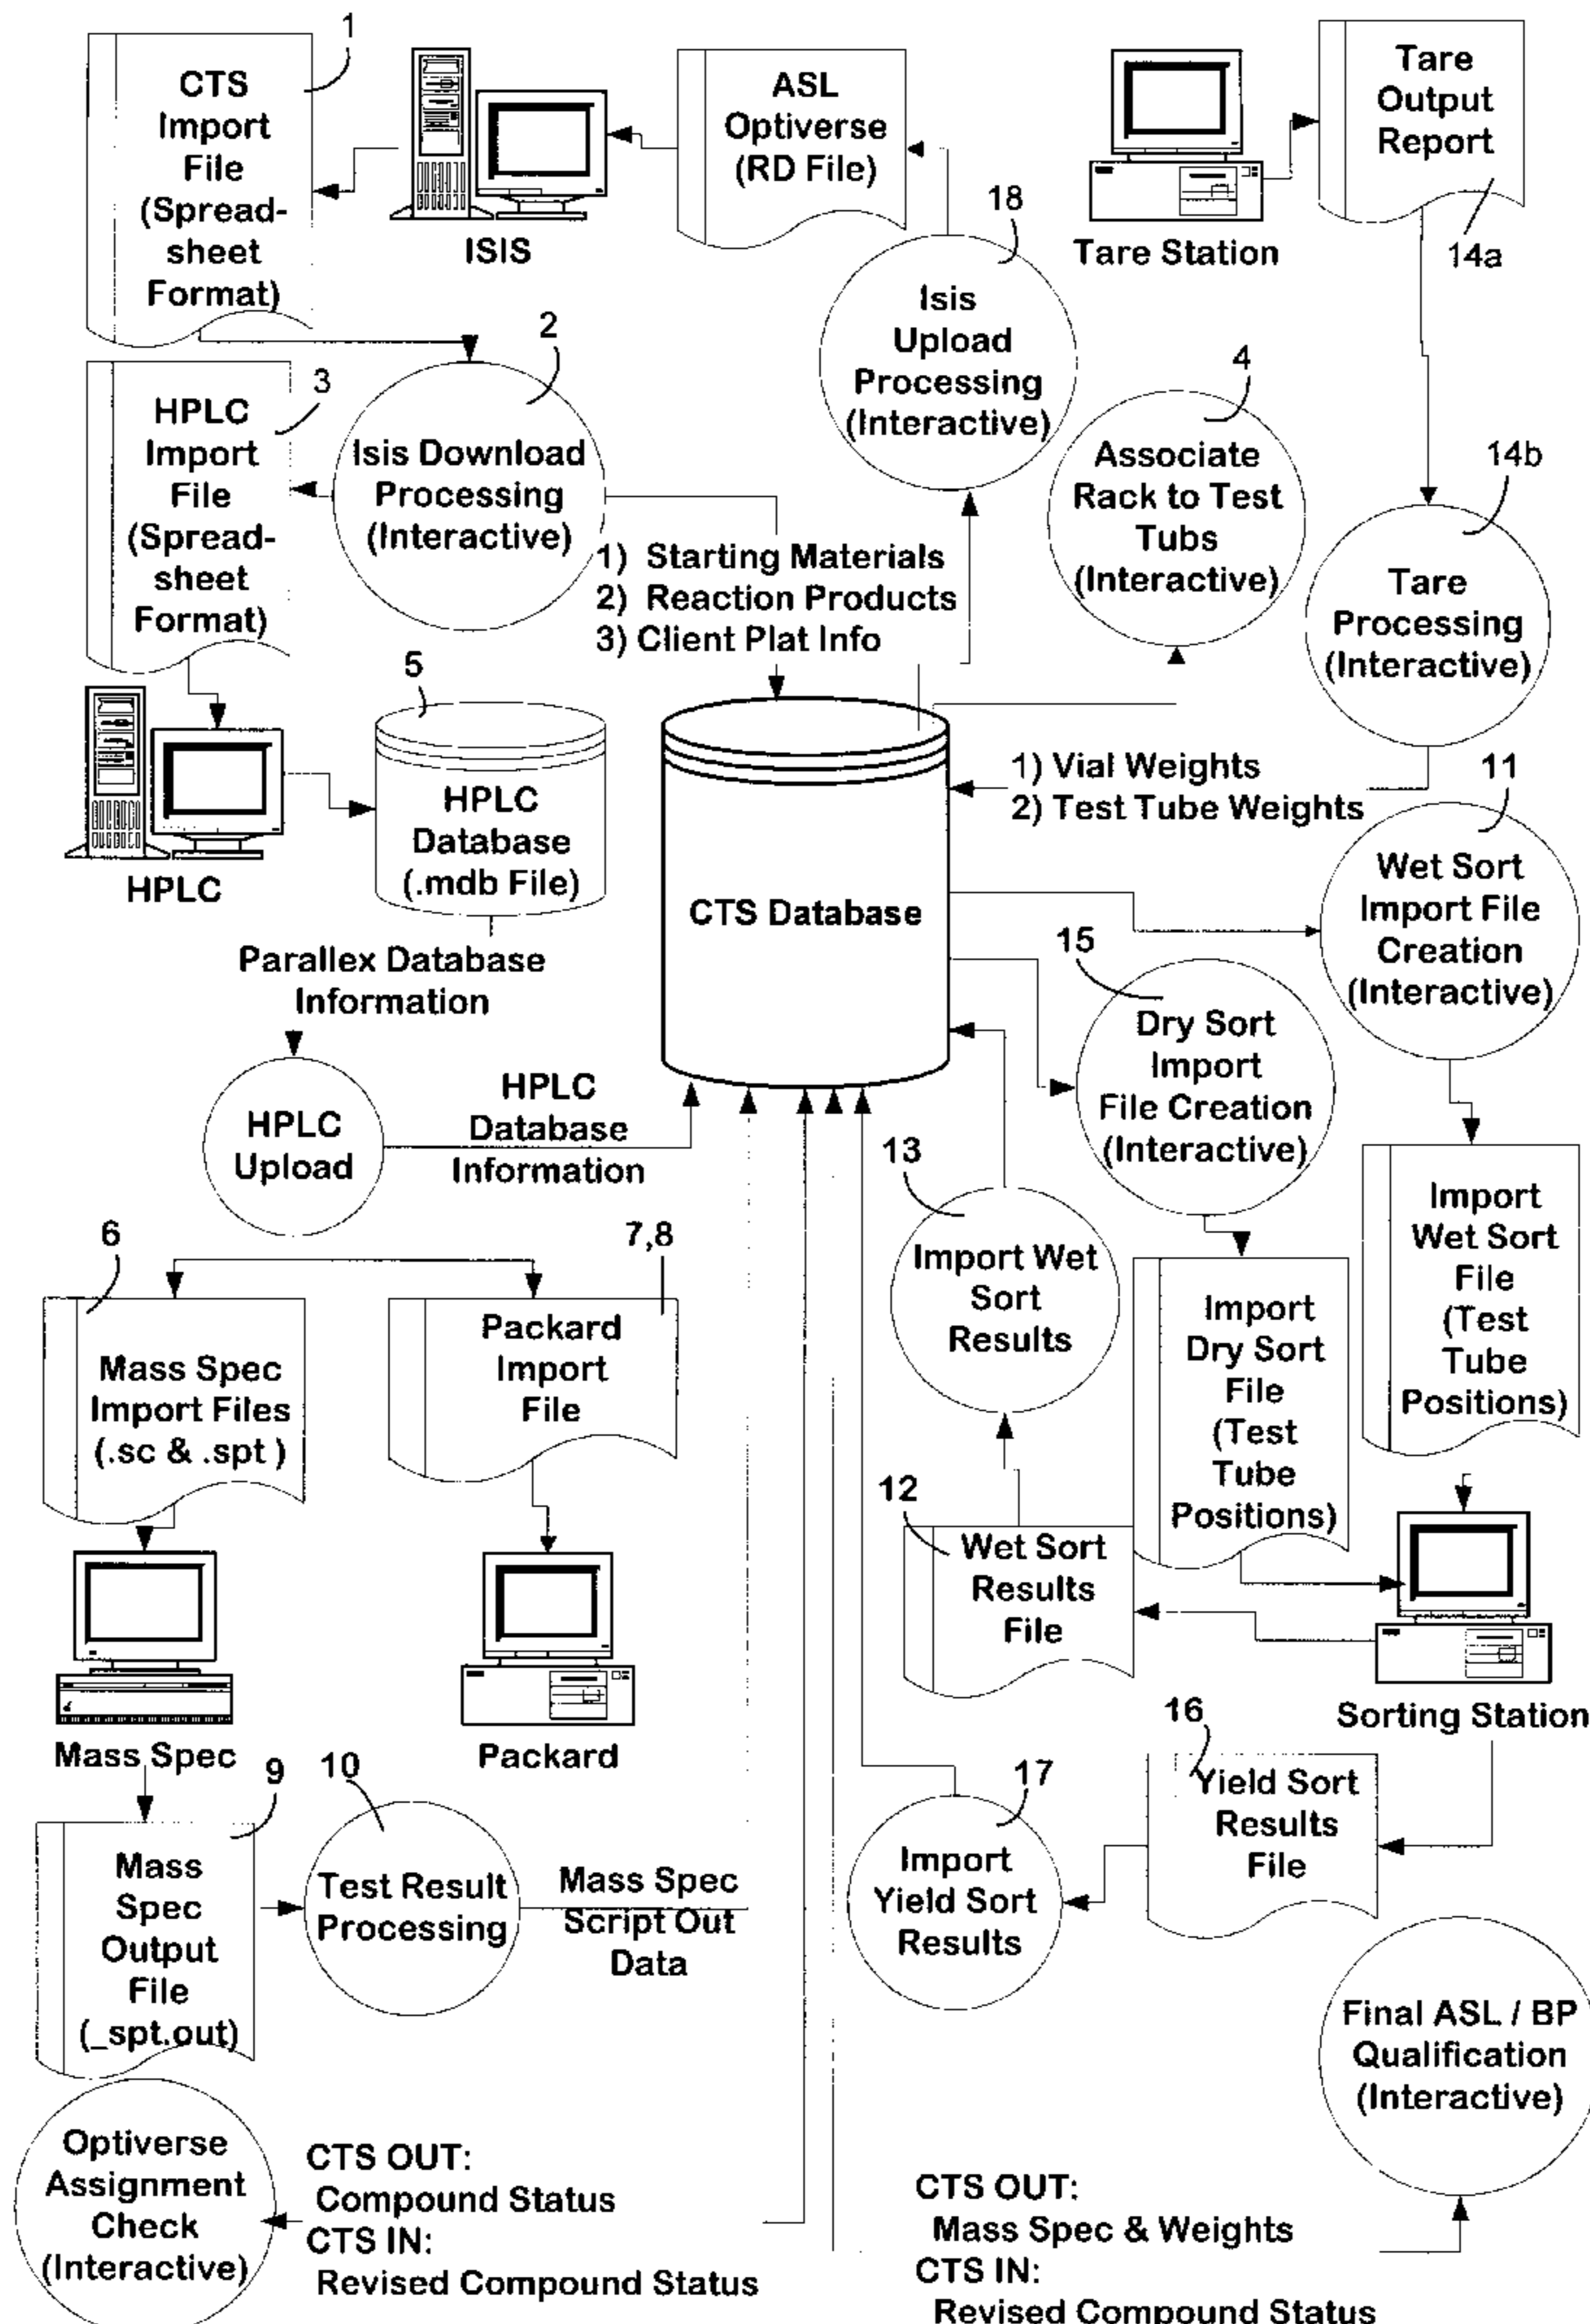 1
CTS
Import
File
(Spread-
sheet
Format)
ISIS
ASL
Optiverse
(RD File)
Tare Station
Tare
Output
Report
14a
18
Isis
Upload
Processing
(Interactive)
2
Isis Download
Processing
(Interactive)
3
HPLC
Import
File
(Spread-
sheet
Format)
4
Associate
Rack to Test
Tubs
(Interactive)
14b
Tare
Processing
(Interactive)
1) Starting Materials
2) Reaction Products
3) Client Plat Info
HPLC
5
HPLC
Database
(.mdb File)
CTS Database
1) Vial Weights
2) Test Tube Weights
11
Wet Sort
Import File
Creation
(Interactive)
Parallex Database
Information
HPLC
Upload
HPLC
Database
Information
15
Dry Sort
Import
File Creation
(Interactive)
13
Import Wet
Sort
Results
Import
Wet Sort
File
(Test
Tube
Positions)
Import
Dry Sort
File
(Test
Tube
Positions)
6
Mass Spec
Import Files
(.sc & .spt )
7,8
Packard
Import
File
12
Wet Sort
Results
File
Sorting Station
Mass Spec
Packard
16
Yield Sort
Results
File
17
Import
Yield Sort
Results
9
Mass
Spec
Output
File
(_spt.out)
10
Test Result
Processing
Mass Spec
Script Out
Data
Final ASL / BP
Qualification
(Interactive)
Optiverse
Assignment
Check
(Interactive)
CTS OUT:
Compound Status
CTS IN:
Revised Compound Status
CTS OUT:
Mass Spec & Weights
CTS IN:
Revised Compound Status